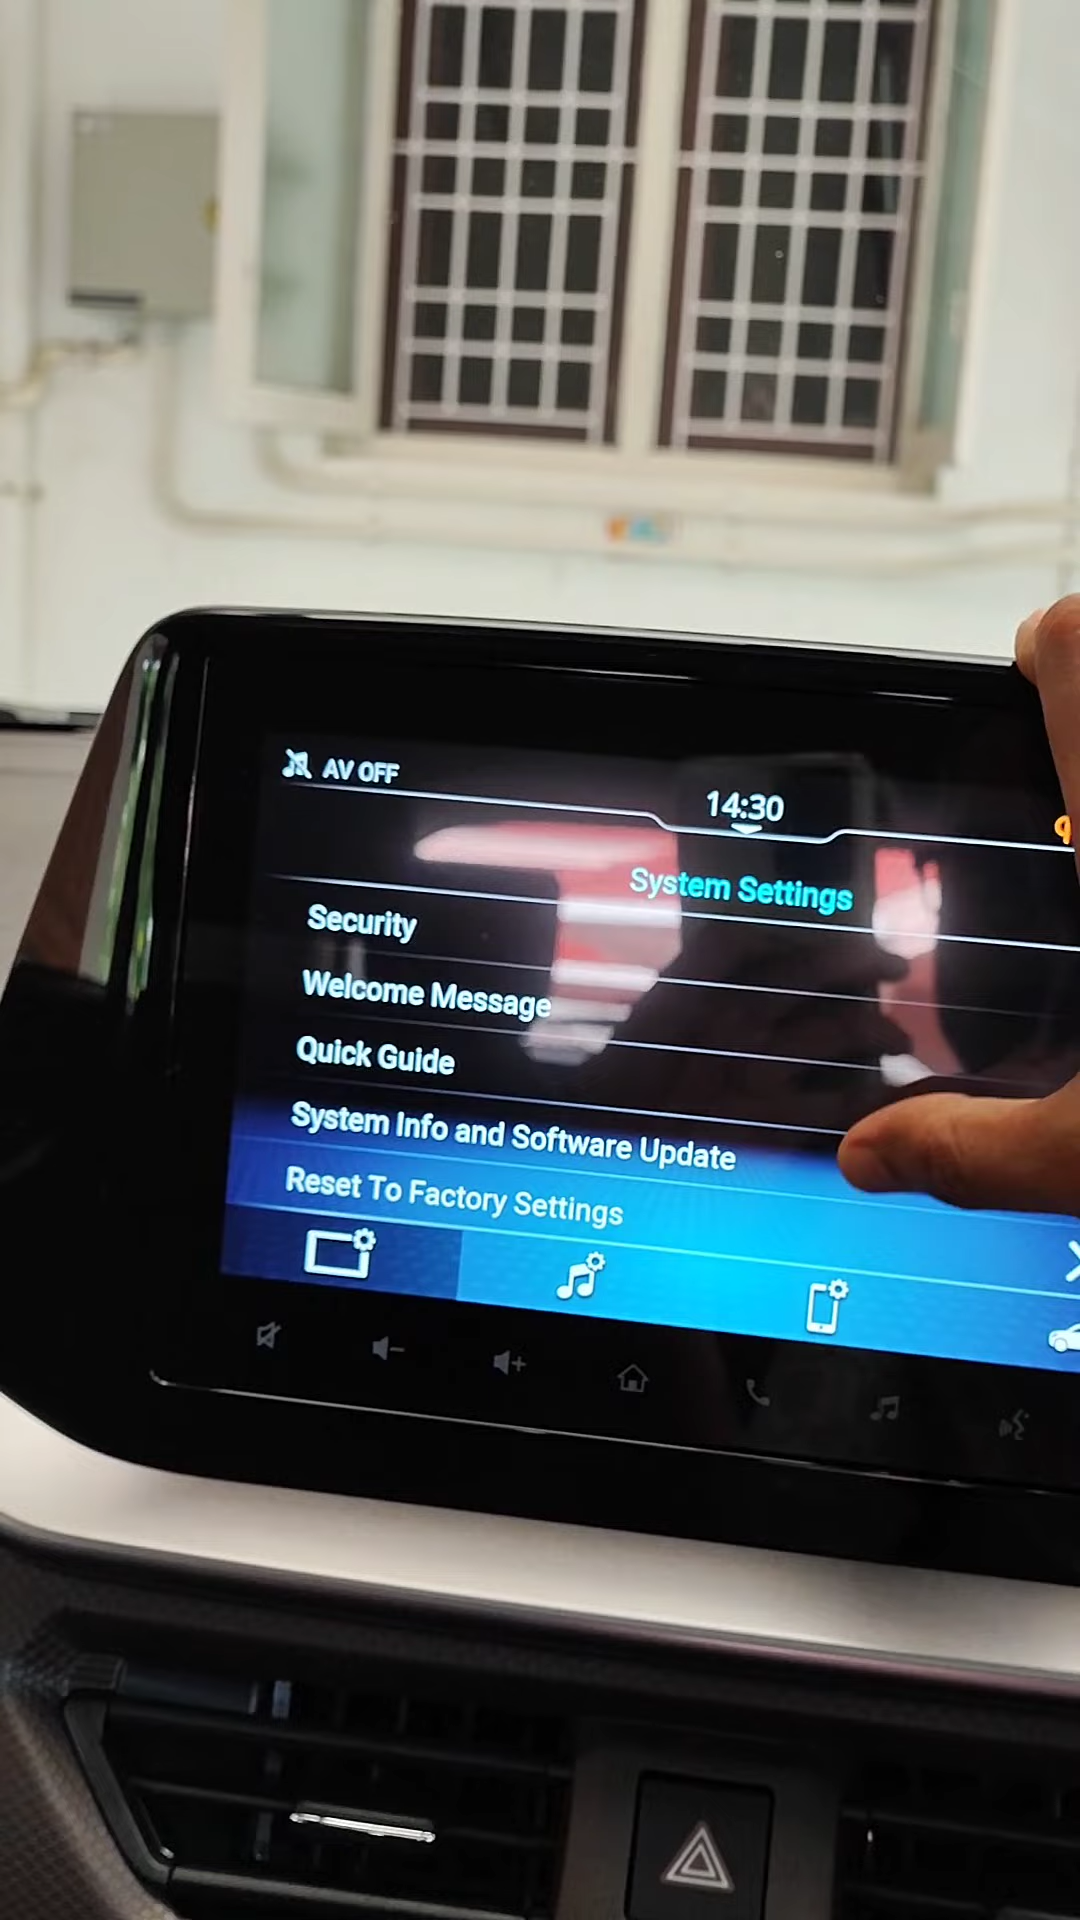 AV OFF
14:30
System Settings
Security
Welcome Message
Quick Guide
System Info and Software Update
Reset To Factory Settings